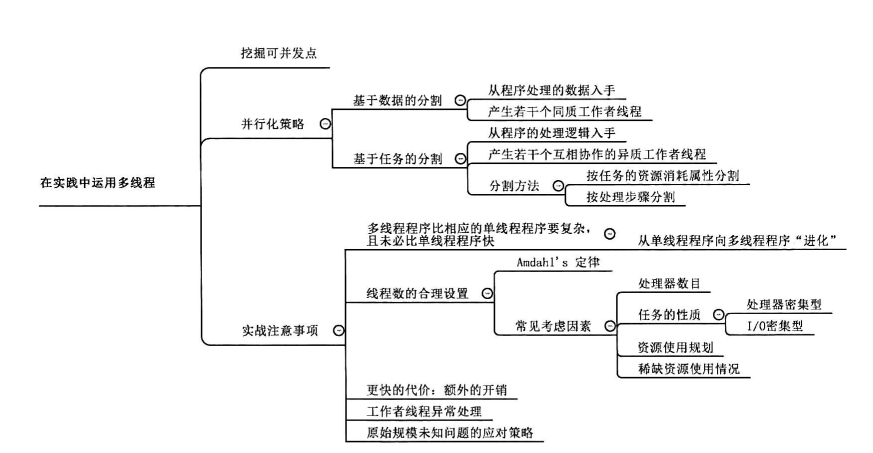 挖掘可并发点
基于数据的分割
从程序处理的数据入手
产生若干个同质工作者线程
并行化策略
基于任务的分割
从程序的处理逻辑入手
产生若干个互相协作的异质工作者线程
分割方法
按任务的资源消耗属性分割
按处理步骤分割
在实践中运用多线程
多线程程序比相应的单线程程序要复杂，
且未必比单线程程序快
从单线程程序向多线程程序“进化”
线程数的合理设置
Amdahl's 定律
常见考虑因素
处理器数目
任务的性质
处理器密集型
I/O密集型
资源使用规划
稀缺资源使用情况
实战注意事项
更快的代价：额外的开销
工作者线程异常处理
原始规模未知问题的应对策略